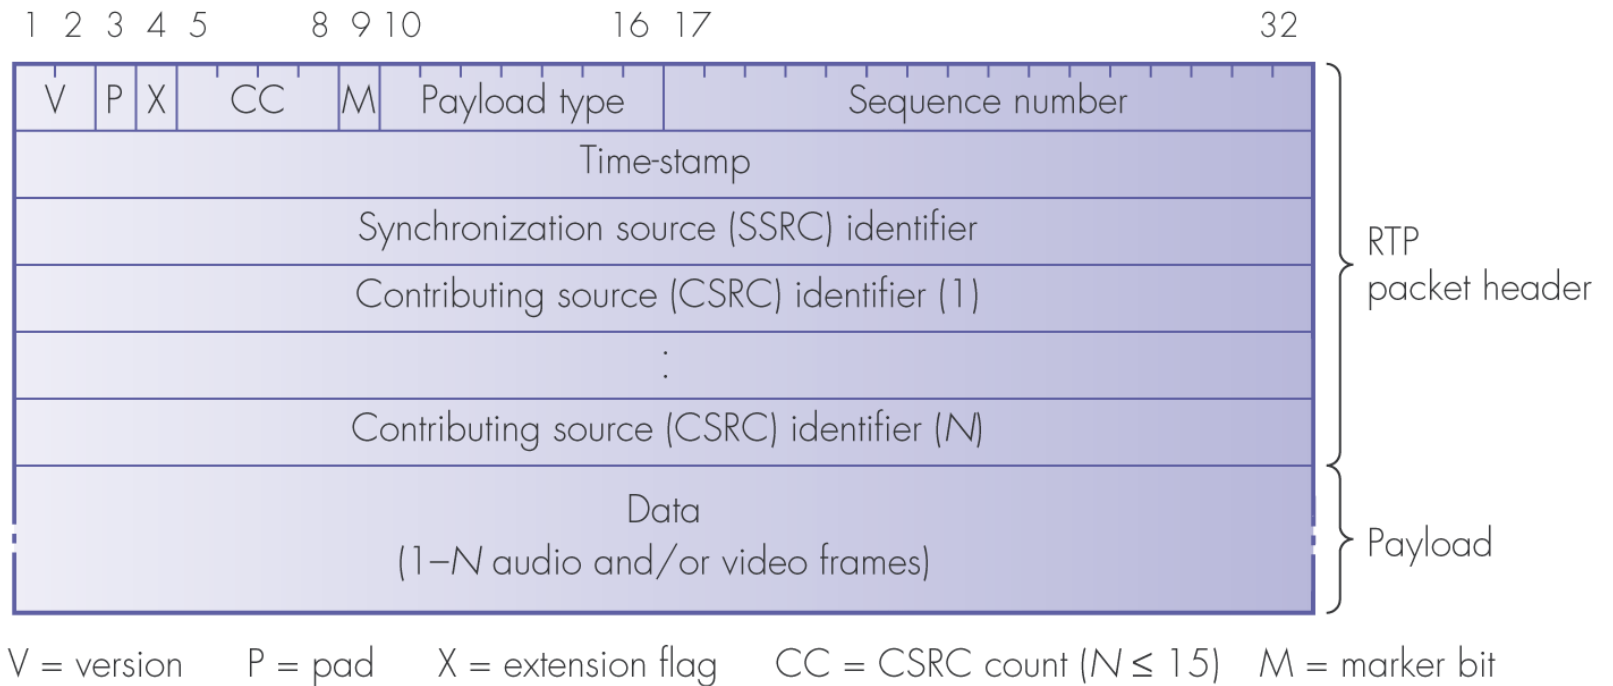 1 2 3 4 5 8 9 10 16 17 32
V P X CC M Payload type Sequence number
Time-stamp
Synchronization source (SSRC) identifier
Contributing source (CSRC) identifier (1)
:
Contributing source (CSRC) identifier (N)
Data
(1–N audio and/or video frames)
RTP
packet header
Payload
V = version P = pad X = extension flag CC = CSRC count (N ≤ 15) M = marker bit